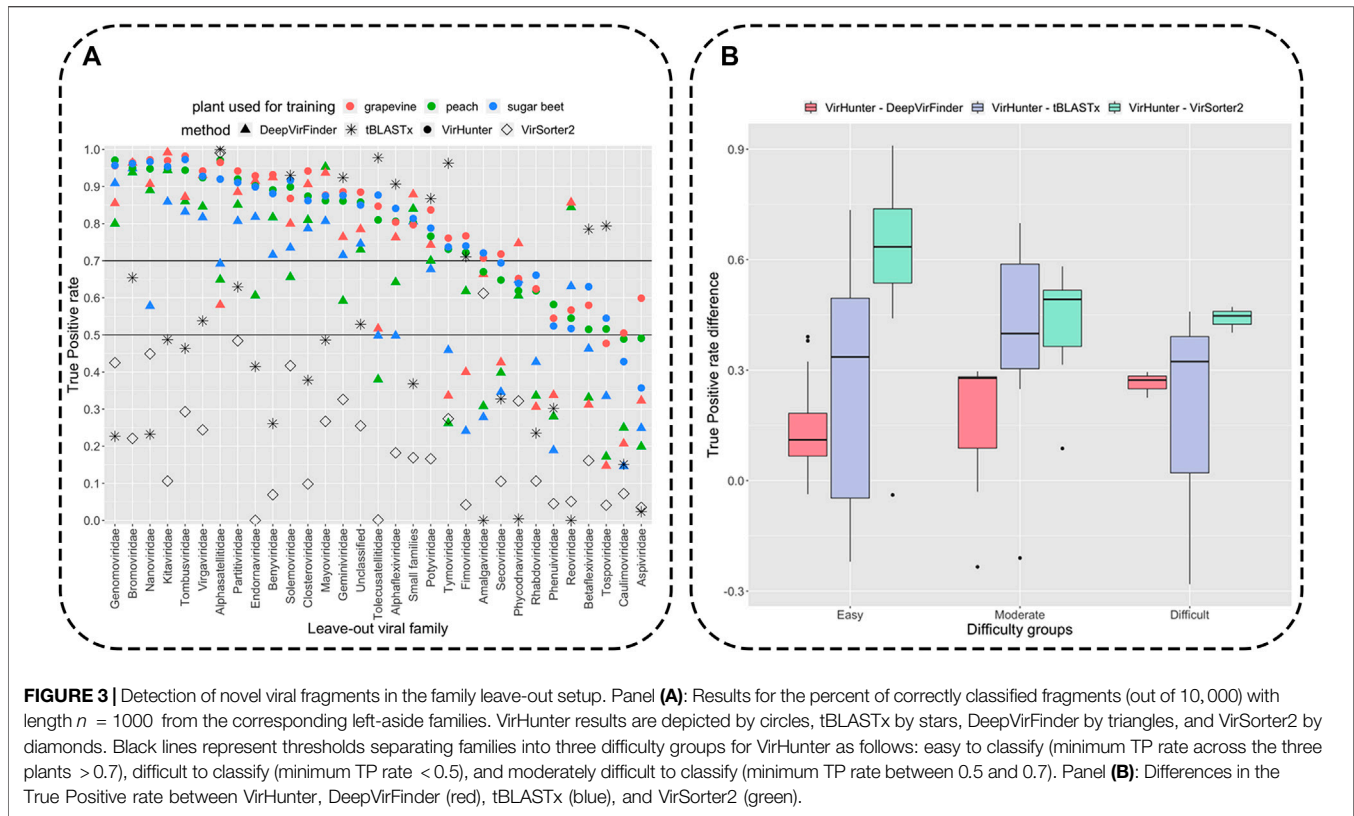 A
plant used for training grapevine peach sugar beet
method DeepVirFinder tBLASTx VirHunter VirSorter2
True Positive rate
1.0
0.9
0.8
0.7
0.6
0.5
0.4
0.3
0.2
0.1
0.0
Genomoviridae
Bromoviridae
Nanoviridae
Kitaviridae
Tombusviridae
Virgaviridae
Alphasatellitidae
Partitiviridae
Endornaviridae
Benyviridae
Solemoviridae
Closteroviridae
Mayoviridae
Geminiviridae
Unclassified
Tolecusatellitidae
Alphaflexiviridae
Small families
Potyviridae
Tymoviridae
Fimoviridae
Amalgaviridae
Secoviridae
Phycodnaviridae
Rhabdoviridae
Phenuiviridae
Reoviridae
Betaflexiviridae
Tospoviridae
Caulimoviridae
Aspiviridae
Leave-out viral family
B
VirHunter - DeepVirFinder VirHunter - tBLASTx VirHunter - VirSorter2
True Positive rate difference
0.9
0.6
0.3
0.0
-0.3
Easy Moderate Difficult
Difficulty groups
FIGURE 3 | Detection of novel viral fragments in the family leave-out setup. Panel (A): Results for the percent of correctly classified fragments (out of 10,000) with
length n = 1000 from the corresponding left-aside families. VirHunter results are depicted by circles, tBLASTx by stars, DeepVirFinder by triangles, and VirSorter2 by
diamonds. Black lines represent thresholds separating families into three difficulty groups for VirHunter as follows: easy to classify (minimum TP rate across the three
plants >0.7), difficult to classify (minimum TP rate <0.5), and moderately difficult to classify (minimum TP rate between 0.5 and 0.7). Panel (B): Differences in the
True Positive rate between VirHunter, DeepVirFinder (red), tBLASTx (blue), and VirSorter2 (green).